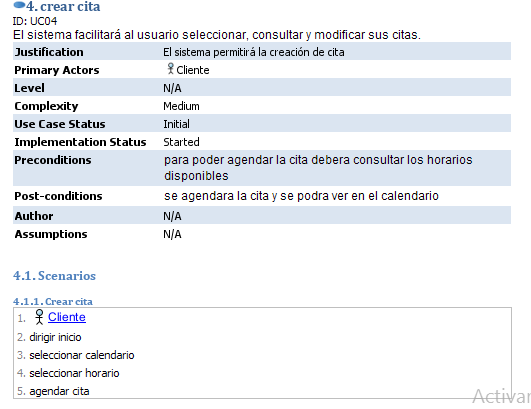 4. crear cita
ID: UC04
El sistema facilitará al usuario seleccionar, consultar y modificar sus citas.
Justification El sistema permitirá la creación de cita
Primary Actors Cliente
Level N/A
Complexity Medium
Use Case Status Initial
Implementation Status Started
Preconditions para poder agendar la cita debera consultar los horarios
disponibles
Post-conditions se agendara la cita y se podra ver en el calendario
Author N/A
Assumptions N/A
4.1. Scenarios
4.1.1. Crear cita
1. Cliente
2. dirigir inicio
3. seleccionar calendario
4. seleccionar horario
5. agendar cita
Activar